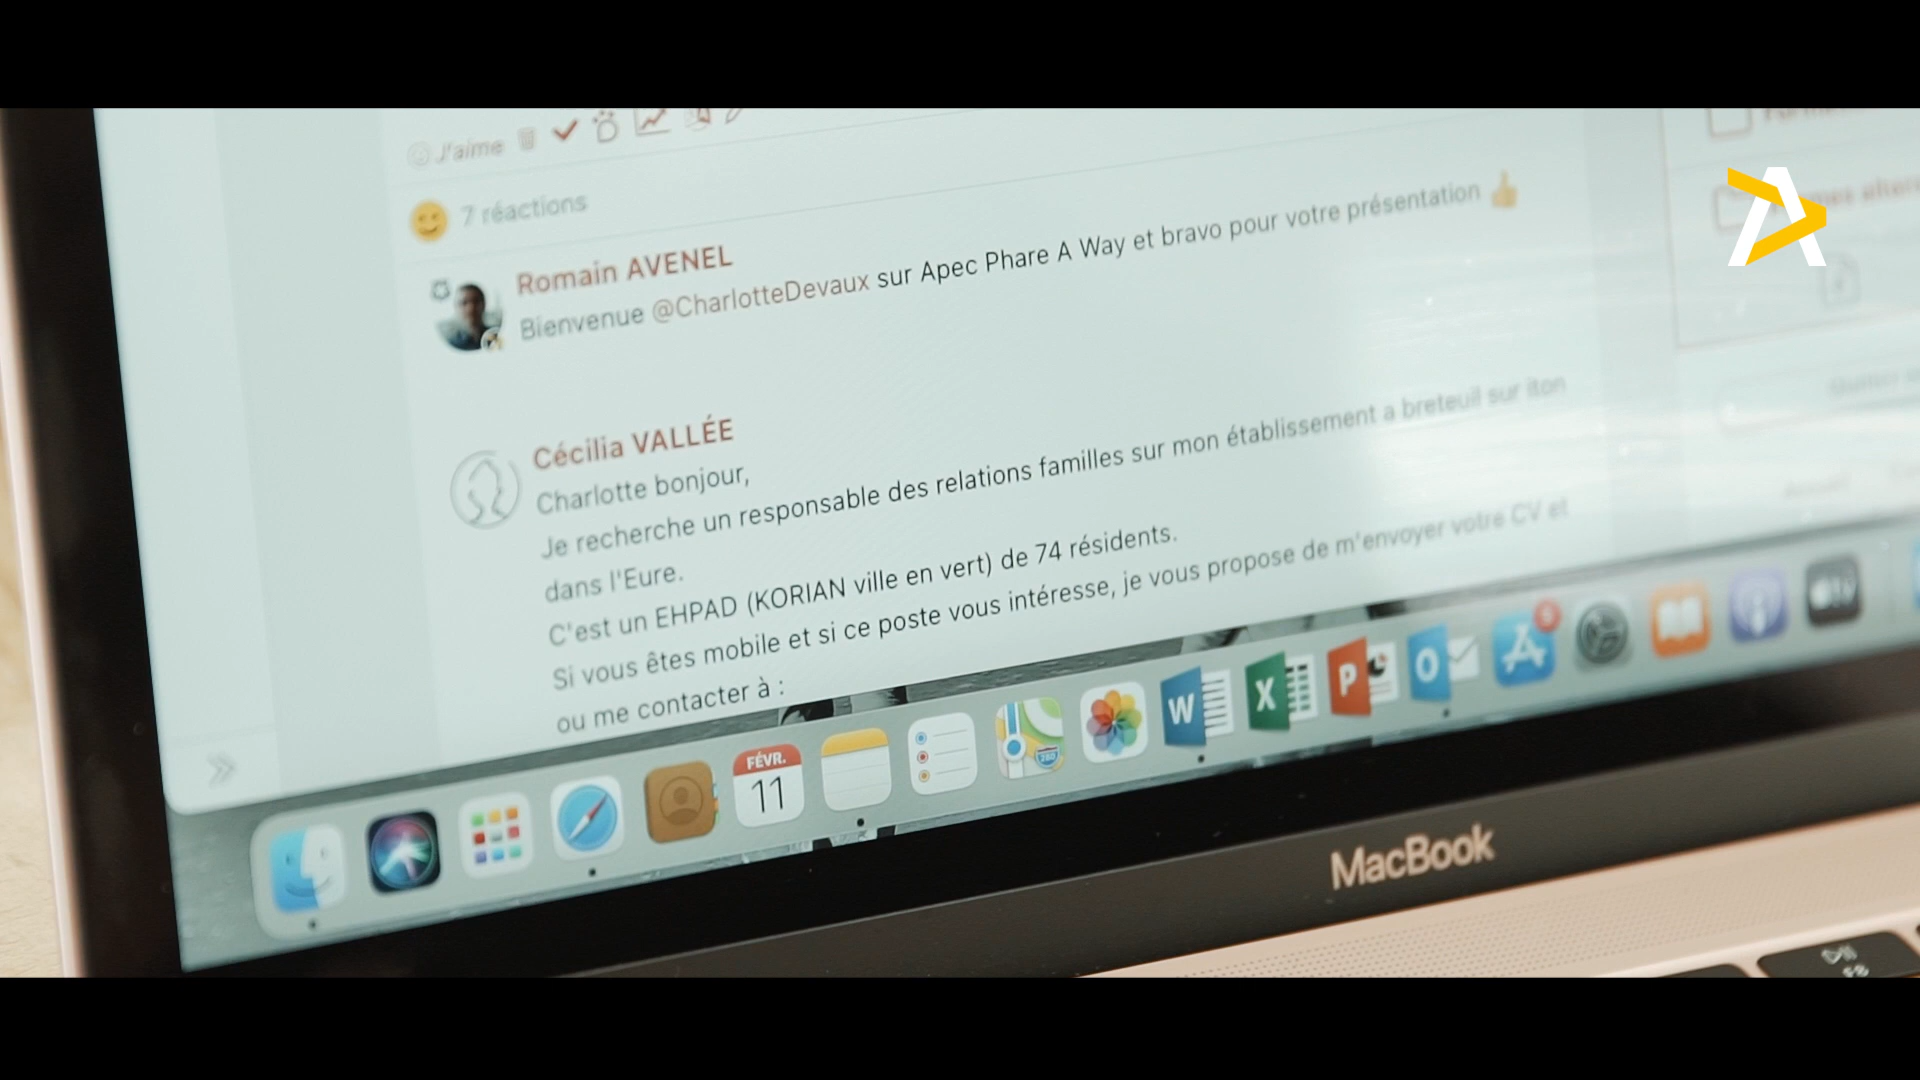 J'aime
7 réactions
Romain AVENEL
Bienvenue @CharlotteDevaux sur Apec Phare A Way et bravo pour votre présentation
Cécilia VALLÉE
Charlotte bonjour,
Je recherche un responsable des relations familles sur mon établissement a breteuil sur iton
dans l'Eure.
C'est un EHPAD (KORIAN ville en vert) de 74 résidents.
Si vous êtes mobile et si ce poste vous intéresse, je vous propose de m'envoyer votre CV et
ou me contacter à :
FÉVR.
11
280
W
X
P
O
MacBook
F8